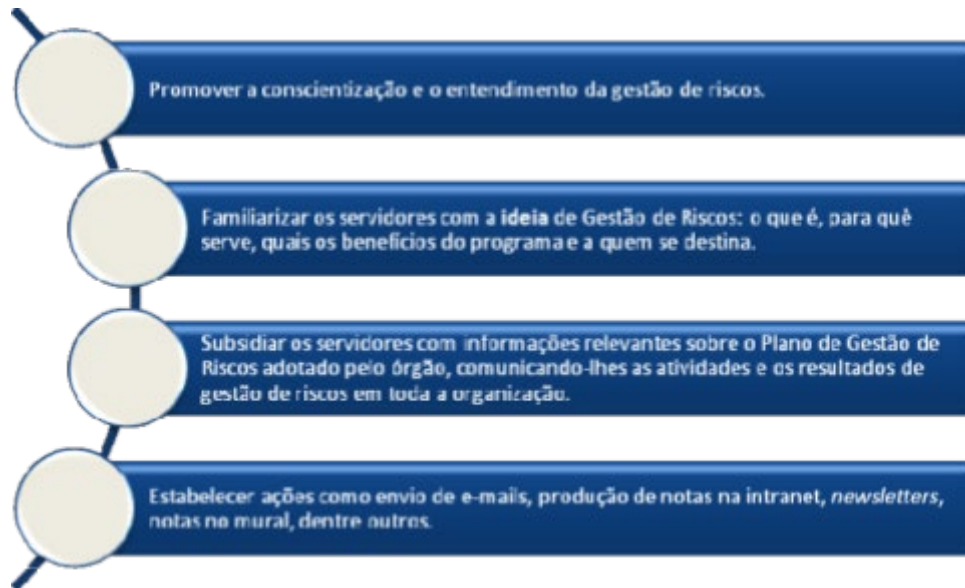 Promover a conscientização e o entendimento da gestão de riscos.
Familiarizar os servidores com a ideia de Gestão de Riscos: o que é, para quê
serve, quais os benefícios do programa e a quem se destina.
Subsidiar os servidores com informações relevantes sobre o Plano de Gestão de
Riscos adotado pelo órgão, comunicando-lhes as atividades e os resultados de
gestão de riscos em toda a organização.
Estabelecer ações como envio de e-mails, produção de notas na intranet, newsletters,
notas no mural, dentre outros.